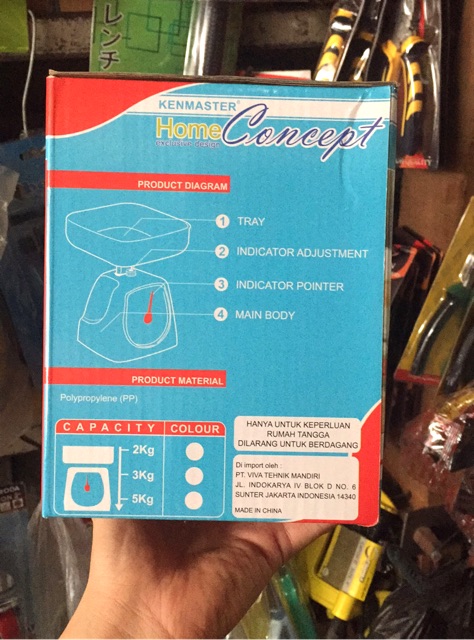 レンチ
KENMASTER®
Home Concept
exclusive design
PRODUCT DIAGRAM
1 TRAY
2 INDICATOR ADJUSTMENT
3 INDICATOR POINTER
4 MAIN BODY
PRODUCT MATERIAL
Polypropylene (PP)
CAPACITY COLOUR
2Kg
3Kg
5Kg
HANYA UNTUK KEPERLUAN
RUMAH TANGGA
DILARANG UNTUK BERDAGANG
Di import oleh :
PT. VIVA TEHNIK MANDIRI
JL. INDOKARYA IV BLOK D NO. 6
SUNTER JAKARTA INDONESIA 14340
MADE IN CHINA